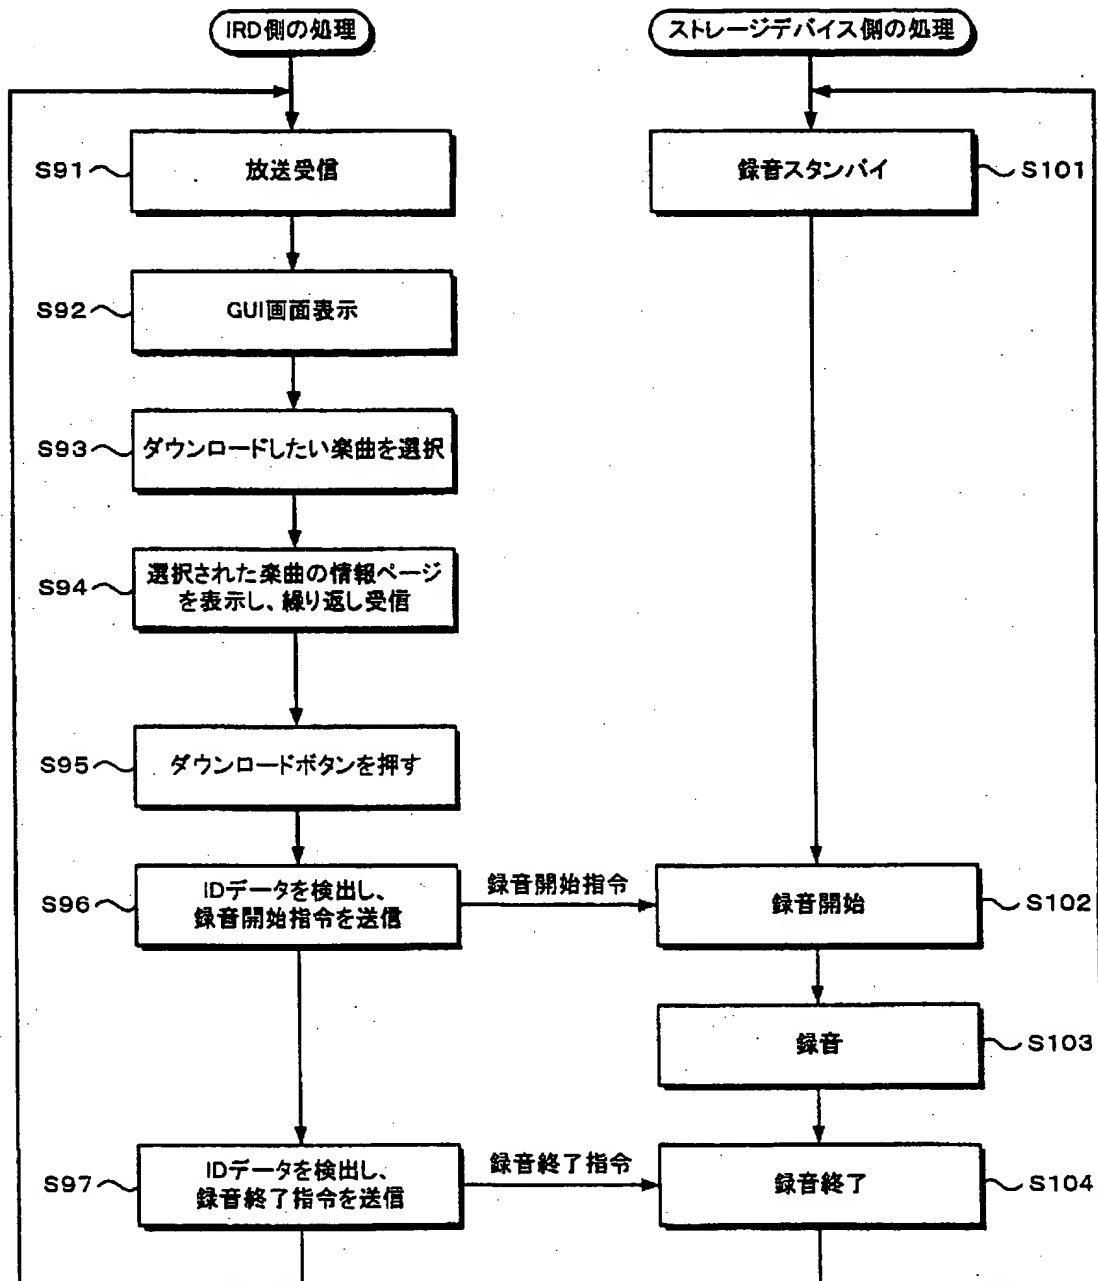 IRD側の処理
ストレージデバイス側の処理
S91
放送受信
録音スタンバイ
S101
S92
GUI画面表示
S93
ダウンロードしたい楽曲を選択
S94
選択された楽曲の情報ページ
を表示し、繰り返し受信
S95
ダウンロードボタンを押す
S96
IDデータを検出し、
録音開始指令を送信
録音開始指令
録音開始
S102
録音
S103
S97
IDデータを検出し、
録音終了指令を送信
録音終了指令
録音終了
S104